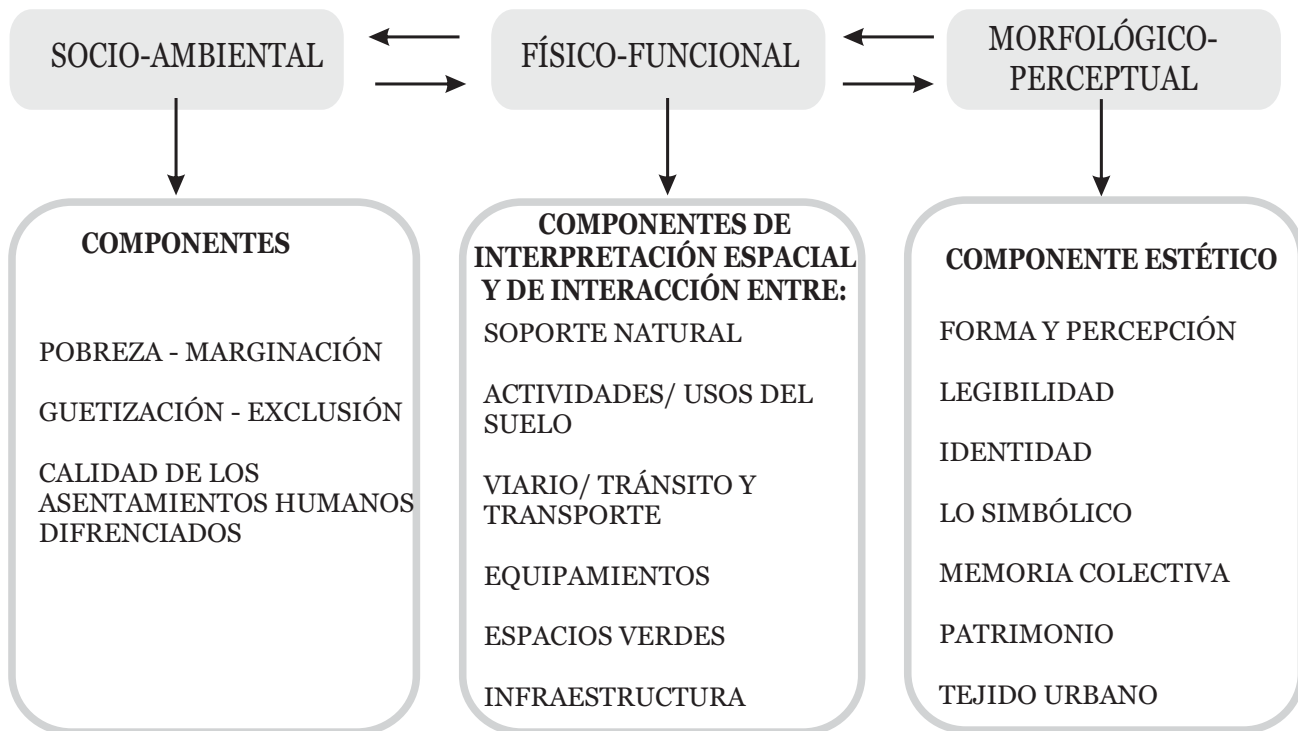 SOCIO-AMBIENTAL
FÍSICO-FUNCIONAL
MORFOLÓGICO-
PERCEPTUAL
COMPONENTES
POBREZA - MARGINACIÓN
GUETIZACIÓN - EXCLUSIÓN
CALIDAD DE LOS
ASENTAMIENTOS HUMANOS
DIFRENCIADOS
COMPONENTES DE
INTERPRETACIÓN ESPACIAL
Y DE INTERACCIÓN ENTRE:
SOPORTE NATURAL
ACTIVIDADES/ USOS DEL
SUELO
VIARIO/ TRÁNSITO Y
TRANSPORTE
EQUIPAMIENTOS
ESPACIOS VERDES
INFRAESTRUCTURA
COMPONENTE ESTÉTICO
FORMA Y PERCEPCIÓN
LEGIBILIDAD
IDENTIDAD
LO SIMBÓLICO
MEMORIA COLECTIVA
PATRIMONIO
TEJIDO URBANO